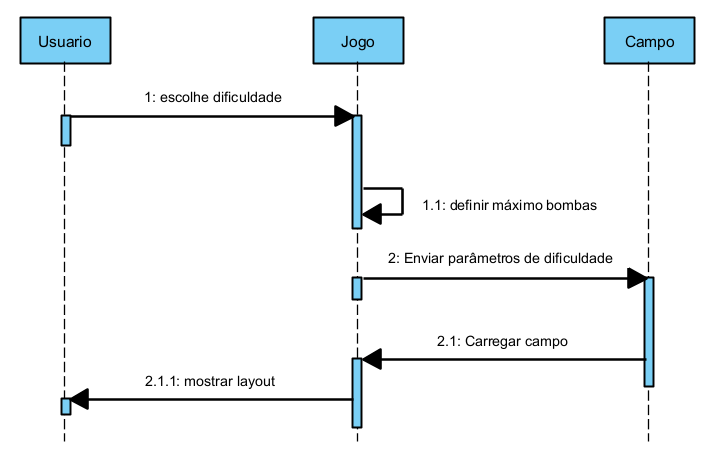 Usuario
Jogo
Campo
1: escolhe dificuldade
1.1: definir máximo bombas
2: Enviar parâmetros de dificuldade
2.1: Carregar campo
2.1.1: mostrar layout